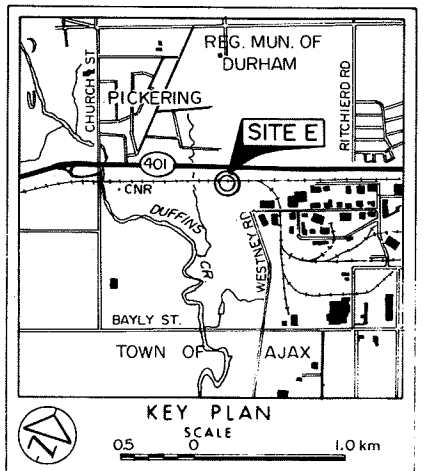 REG. MUN. OF
DURHAM
CHURCH ST
PICKERING
RITCHIERD RD
SITE E
401
CNR
DUFFINS
CR
WESTNEY RD
BAYLY ST.
TOWN OF AJAX
KEY PLAN
SCALE
0.5 0 1.0 km
N